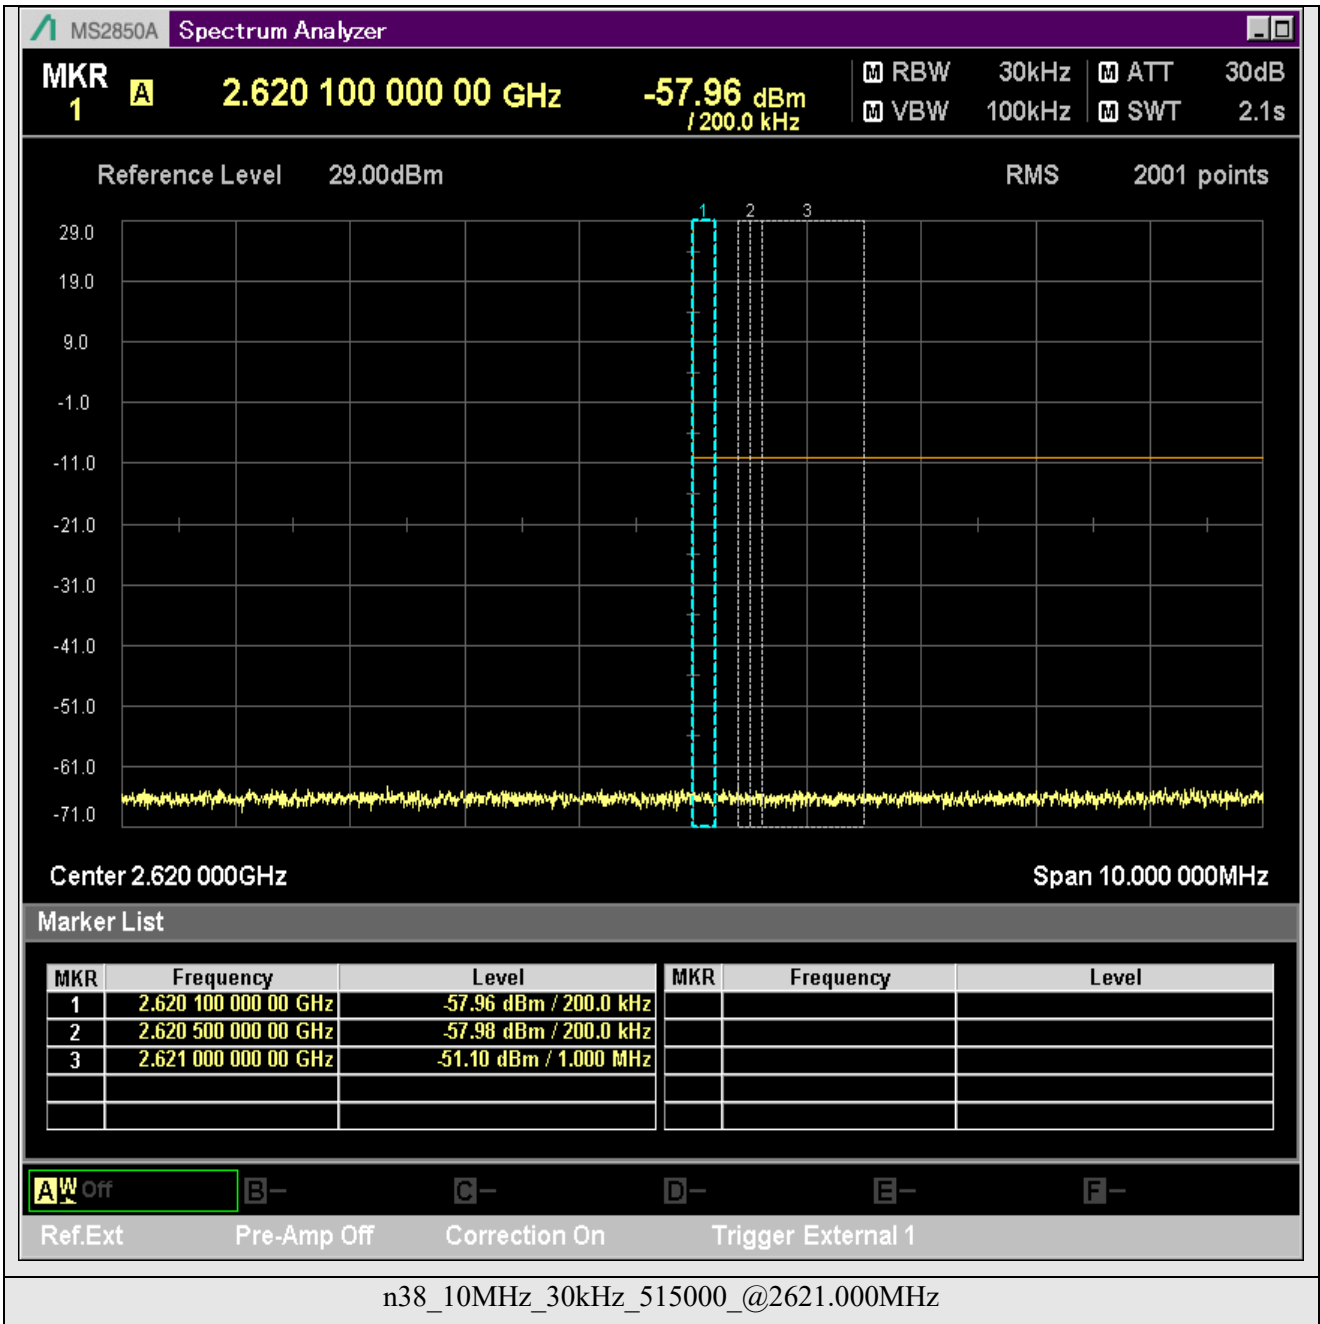 MS2850A Spectrum Analyzer
MKR 1 A 2.620 100 000 00 GHz -57.96 dBm / 200.0 kHz
M RBW 30kHz M ATT 30dB
M VBW 100kHz M SWT 2.1s
Reference Level 29.00dBm RMS 2001 points
1 2 3
29.0
19.0
9.0
-1.0
-11.0
-21.0
-31.0
-41.0
-51.0
-61.0
-71.0
Center 2.620 000GHz Span 10.000 000MHz
Marker List
MKR Frequency Level MKR Frequency Level
1 2.620 100 000 00 GHz -57.96 dBm / 200.0 kHz
2 2.620 500 000 00 GHz -57.98 dBm / 200.0 kHz
3 2.621 000 000 00 GHz -51.10 dBm / 1.000 MHz
A W Off B- C- D- E- F-
Ref.Ext Pre-Amp Off Correction On Trigger External 1
n38_10MHz_30kHz_515000_@2621.000MHz